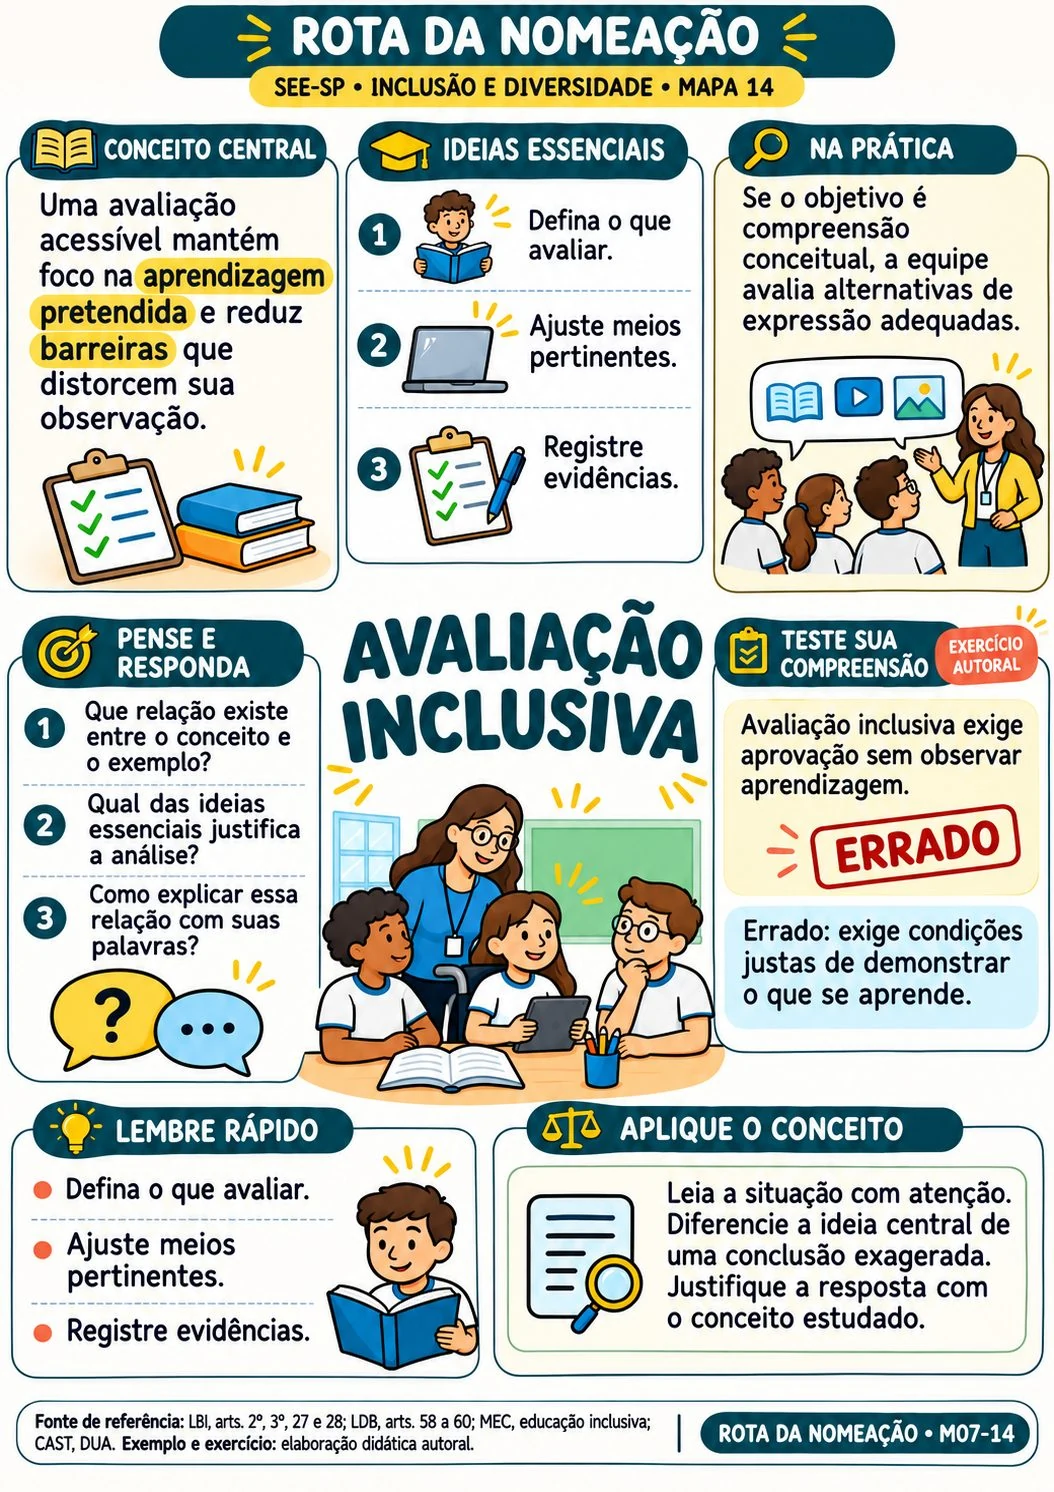 ROTA DA NOMEAÇÃO
SEE-SP • INCLUSÃO E DIVERSIDADE • MAPA 14
CONCEITO CENTRAL
Uma avaliação
acessível mantém
foco na aprendizagem
pretendida e reduz
barreiras que
distorcem sua
observação.
IDEIAS ESSENCIAIS
1
Defina o que
avaliar.
2
Ajuste meios
pertinentes.
3
Registre
evidências.
NA PRÁTICA
Se o objetivo é
compreensão
conceitual, a equipe
avalia alternativas de
expressão adequadas.
PENSE E
RESPONDA
1
Que relação existe
entre o conceito e
o exemplo?
2
Qual das ideias
essenciais justifica
a análise?
3
Como explicar essa
relação com suas
palavras?
?
...
AVALIAÇÃO
INCLUSIVA
TESTE SUA
COMPREENSÃO
EXERCÍCIO
AUTORAL
Avaliação inclusiva exige
aprovação sem observar
aprendizagem.
ERRADO
Errado: exige condições
justas de demonstrar
o que se aprende.
LEMBRE RÁPIDO
• Defina o que avaliar.
• Ajuste meios
pertinentes.
• Registre evidências.
APLIQUE O CONCEITO
Leia a situação com atenção.
Diferencie a ideia central de
uma conclusão exagerada.
Justifique a resposta com
o conceito estudado.
Fonte de referência: LBI, arts. 2º, 3º, 27 e 28; LDB, arts. 58 a 60; MEC, educação inclusiva;
CAST, DUA. Exemplo e exercício: elaboração didática autoral.
ROTA DA NOMEAÇÃO • M07-14